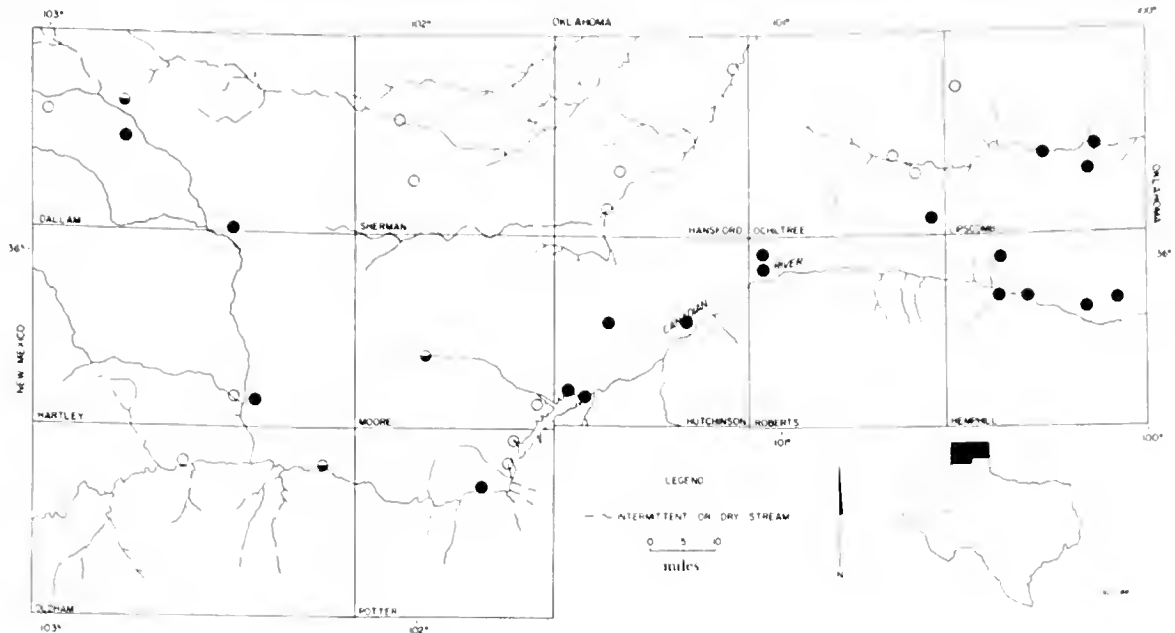 103°
102°
OKLAHOMA
101°
100°
OKLAHOMA
DALLAM
SHERMAN
HANSFORD
OCHILTREE
LIPSCOMB
36°
36°
RIVER
CANADIAN
NEW MEXICO
HARTLEY
MOORE
HUTCHINSON
ROBERTS
HEMPHILL
101°
100°
LEGEND
INTERMITTENT OR DRY STREAM
0 5 10
miles
N
OLDHAM
POTTER
103°
102°